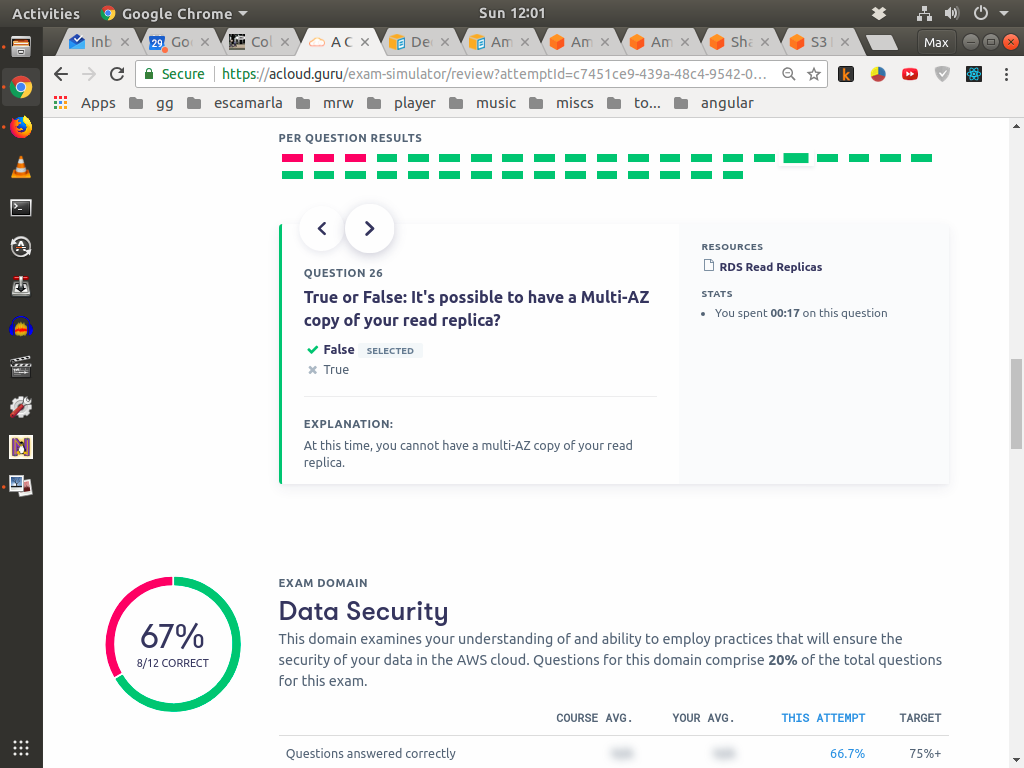 Activities
Google Chrome
Sun 12:01
Inb
29
Go
Col
A C
De
Am
Am
Am
Sha
S3
Max
Secure
https://acloud.guru/exam-simulator/review?attemptId=c7451ce9-439a-48c4-9542-0...
Apps
gg
escamarla
mrw
player
music
miscs
to...
angular
PER QUESTION RESULTS
QUESTION 26
True or False: It's possible to have a Multi-AZ
copy of your read replica?
False SELECTED
True
EXPLANATION:
At this time, you cannot have a multi-AZ copy of your read
replica.
RESOURCES
RDS Read Replicas
STATS
You spent 00:17 on this question
67%
8/12 CORRECT
EXAM DOMAIN
Data Security
This domain examines your understanding of and ability to employ practices that will ensure the
security of your data in the AWS cloud. Questions for this domain comprise 20% of the total questions
for this exam.
COURSE AVG. YOUR AVG. THIS ATTEMPT TARGET
Questions answered correctly 66.7% 75%+